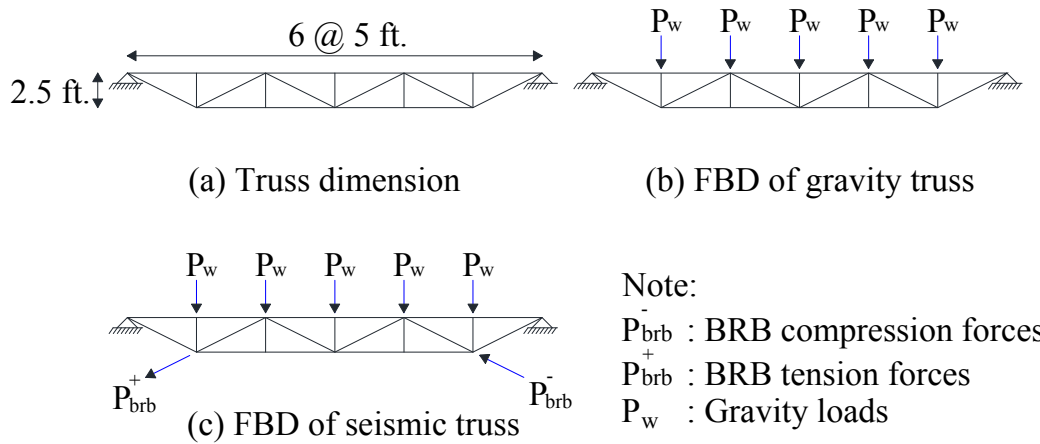 6 @ 5 ft.
2.5 ft.
(a) Truss dimension
Pw Pw Pw Pw Pw
(b) FBD of gravity truss
Pw Pw Pw Pw Pw
P+brb
P-brb
(c) FBD of seismic truss
Note:
P-brb : BRB compression forces
P+brb : BRB tension forces
Pw : Gravity loads